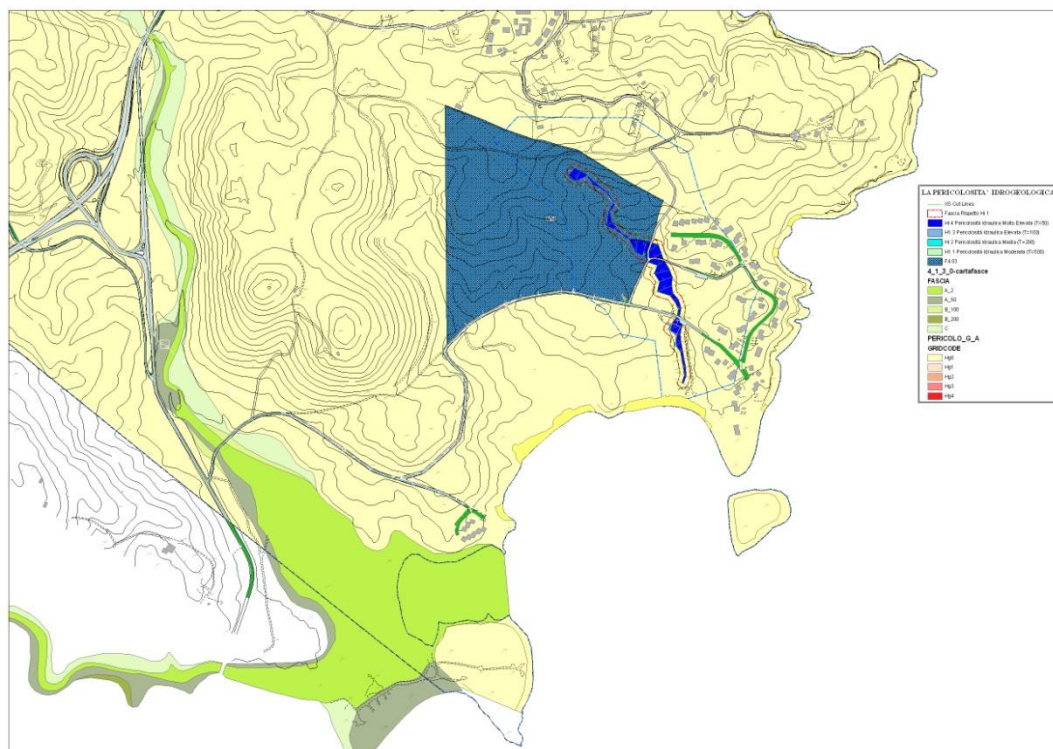 LA PERICOLOSITA' IDROGEOLOGICA
XS Cut Lines
Fascia Rispetto Hi 1
Hi 4 Pericolosità Idraulica Molto Elevata (T=50)
Hi 3 Pericolosità Idraulica Elevata (T=100)
Hi 2 Pericolosità Idraulica Media (T=200)
Hi 1 Pericolosità Idraulica Moderata (T=500)
4_1_3_0-cartafasce
FASCIA
A_2
A_50
B_100
B_200
C
PERICOLO_G_A
GRIDCODE
Hg0
Hg1
Hg2
Hg3
Hg4